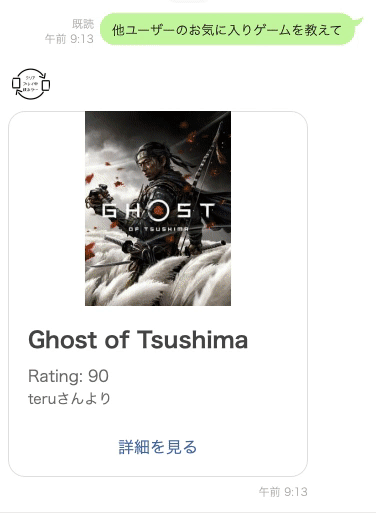 既読
午前 9:13
他ユーザーのお気に入りゲームを教えて
GHOST
OF TSUSHIMA
Ghost of Tsushima
Rating: 90
teruさんより
詳細を見る
午前 9:13